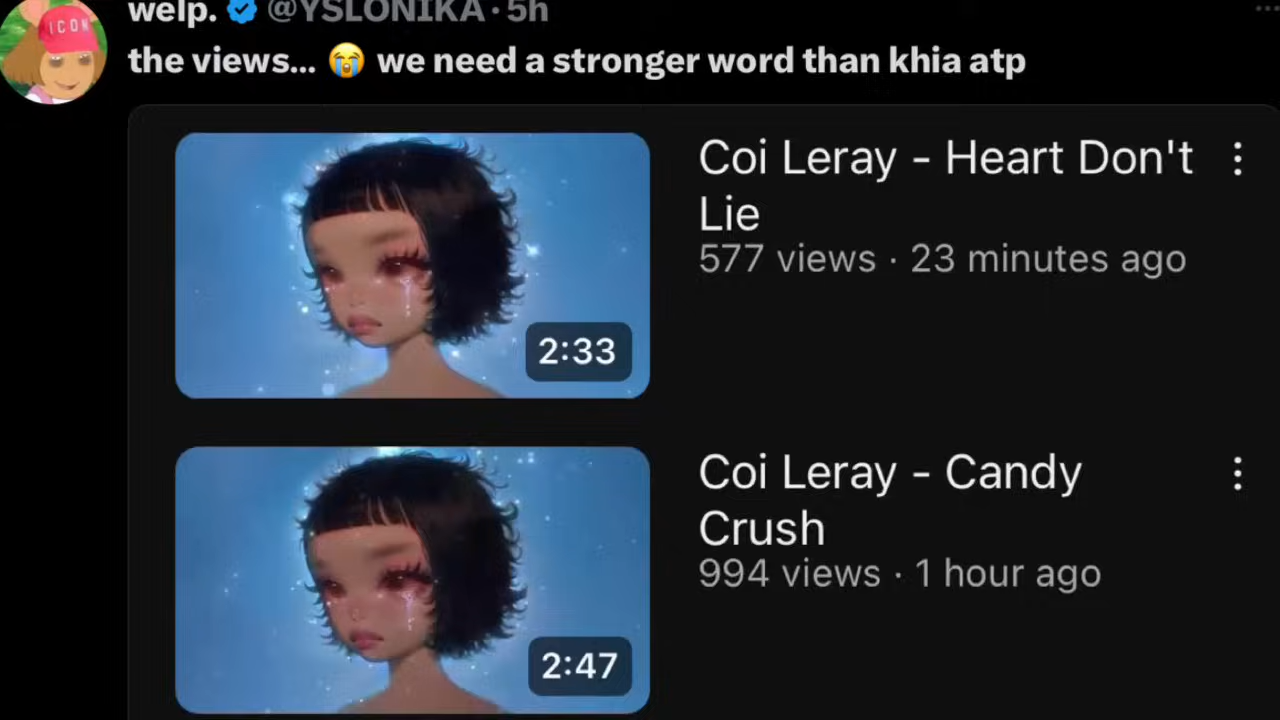 welp. @YSLONIKA · 5h
ICON
the views... 😭 we need a stronger word than khia atp
Coi Leray - Heart Don't
Lie
577 views · 23 minutes ago
2:33
Coi Leray - Candy
Crush
994 views · 1 hour ago
2:47